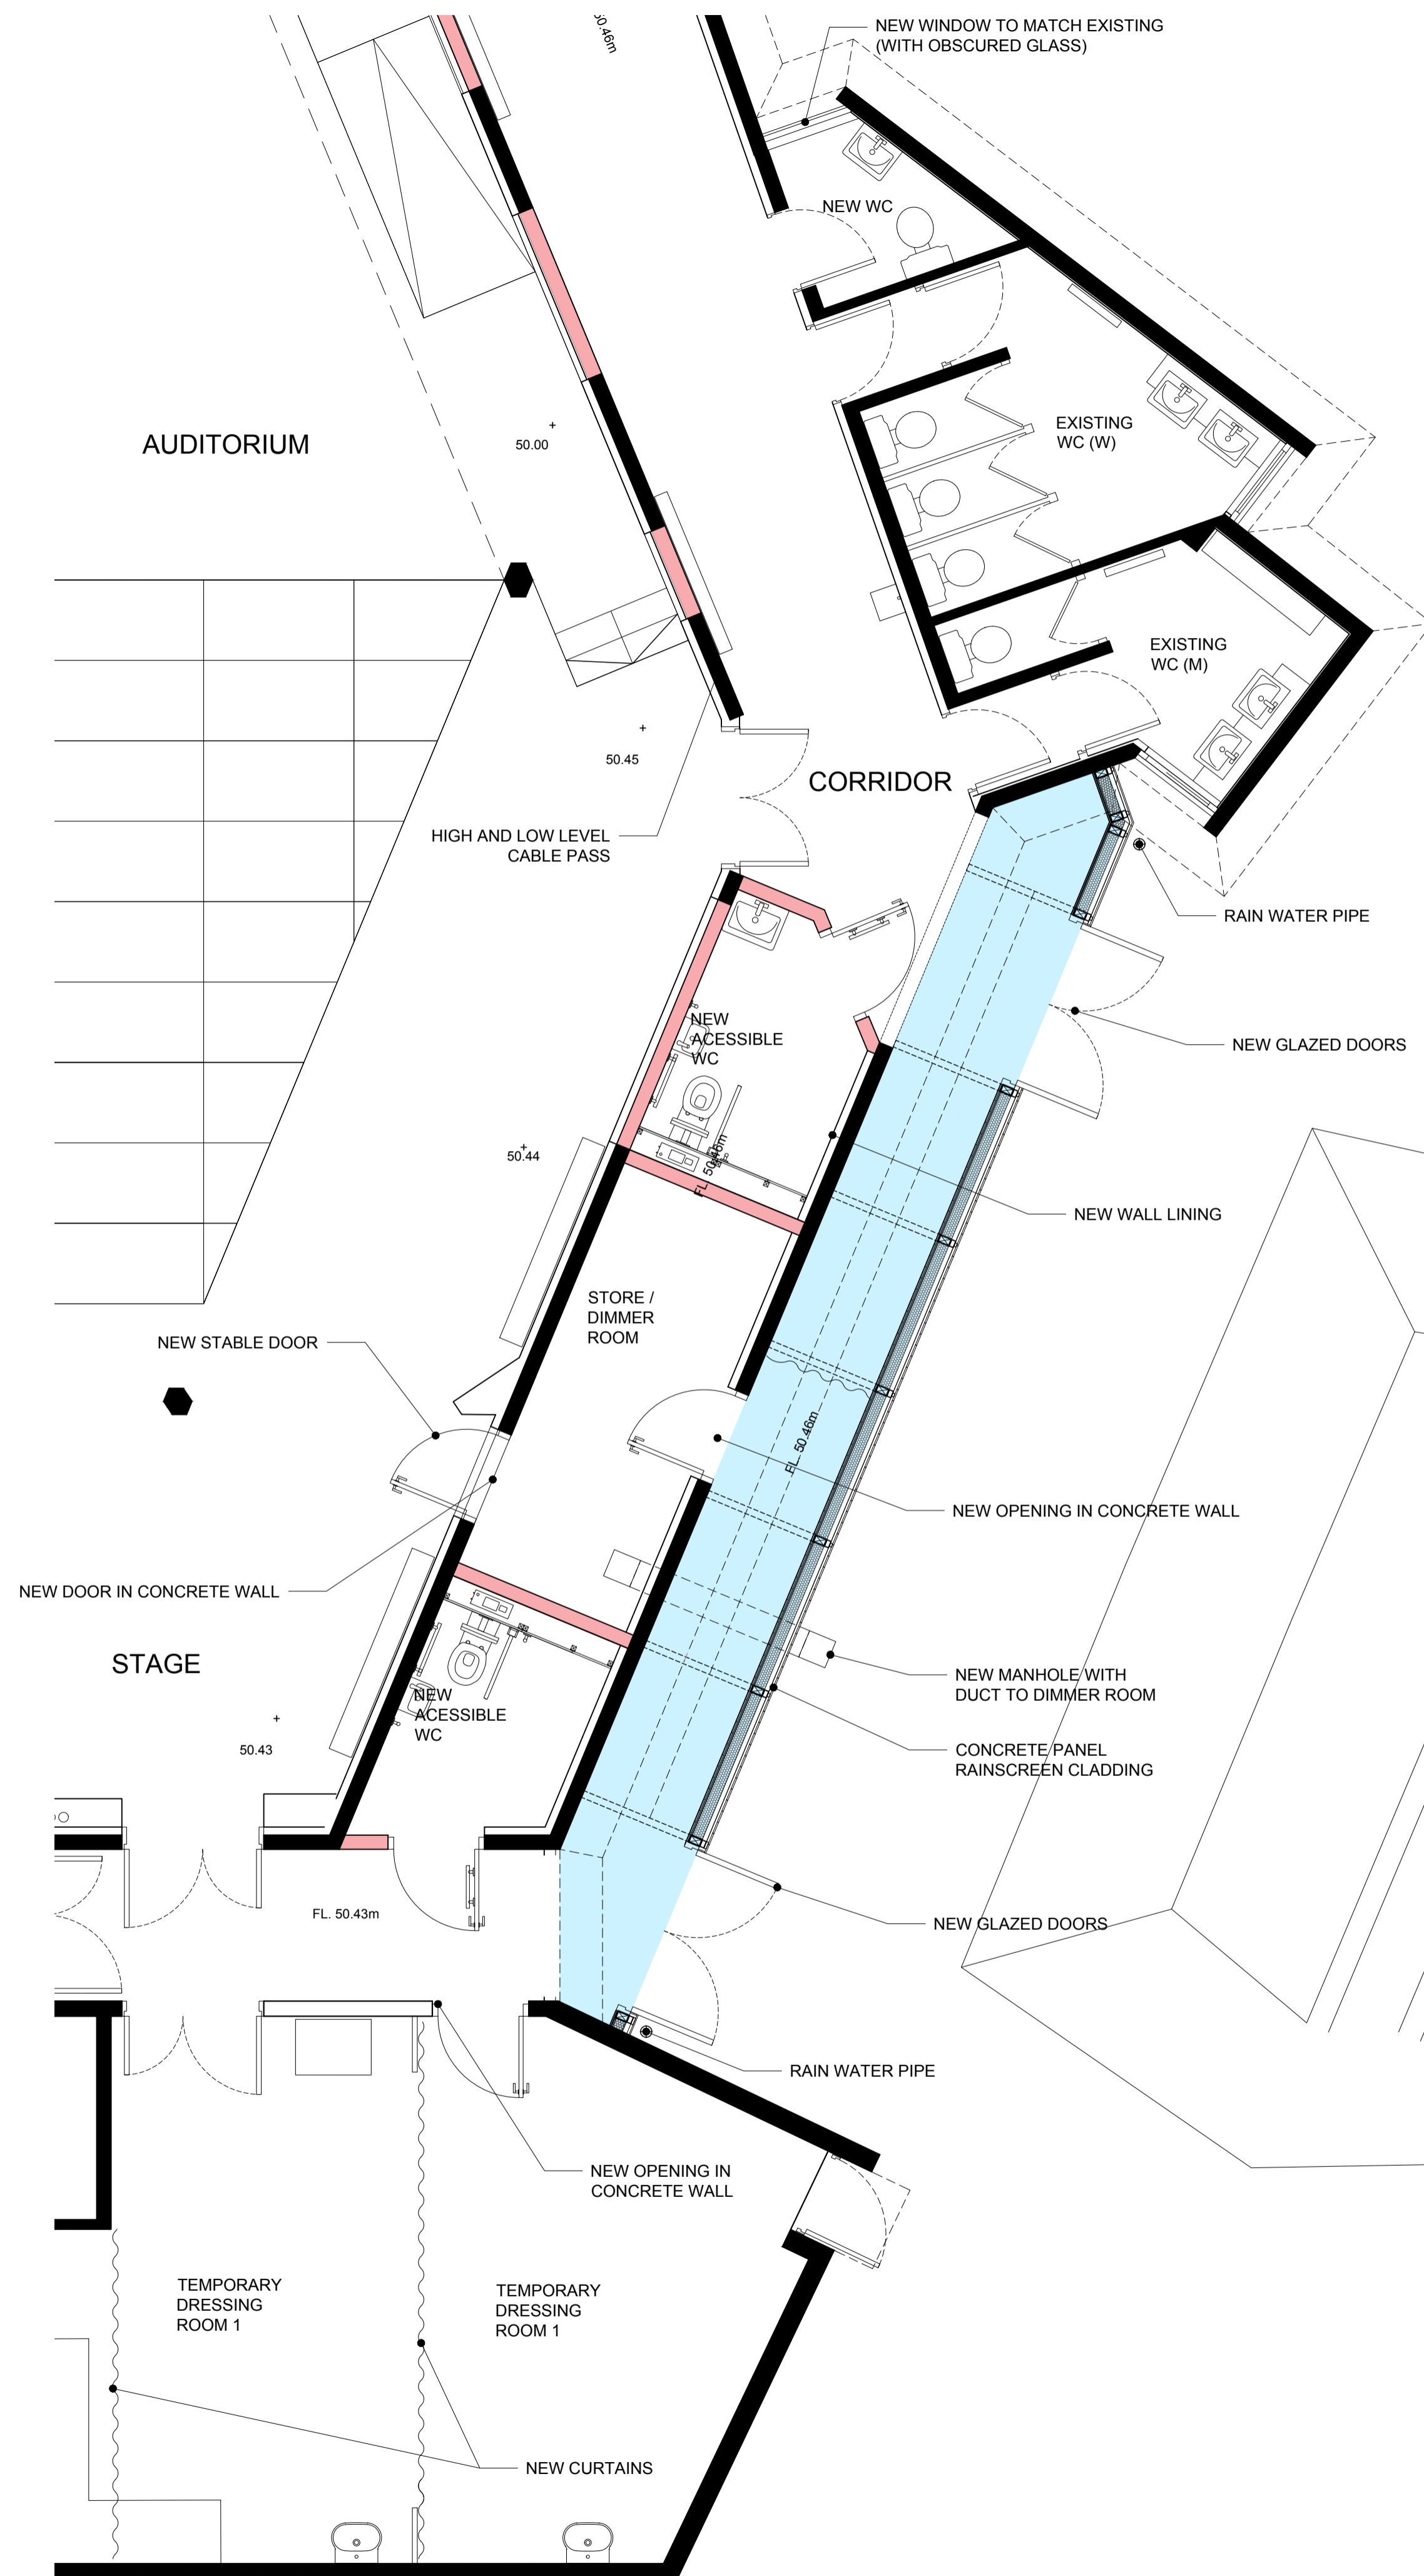 50.46m
NEW WINDOW TO MATCH EXISTING
(WITH OBSCURED GLASS)
NEW WC
EXISTING
WC (W)
AUDITORIUM
50.00
EXISTING
WC (M)
50.45
CORRIDOR
HIGH AND LOW LEVEL
CABLE PASS
RAIN WATER PIPE
NEW
ACESSIBLE
WC
NEW GLAZED DOORS
50.44
FL. 50.46m
NEW WALL LINING
STORE /
DIMMER
ROOM
NEW STABLE DOOR
FL. 50.46m
NEW OPENING IN CONCRETE WALL
NEW DOOR IN CONCRETE WALL
STAGE
NEW MANHOLE WITH
DUCT TO DIMMER ROOM
NEW
ACESSIBLE
WC
50.43
CONCRETE PANEL
RAINSCREEN CLADDING
FL. 50.43m
NEW GLAZED DOORS
RAIN WATER PIPE
NEW OPENING IN
CONCRETE WALL
TEMPORARY
DRESSING
ROOM 1
TEMPORARY
DRESSING
ROOM 1
NEW CURTAINS